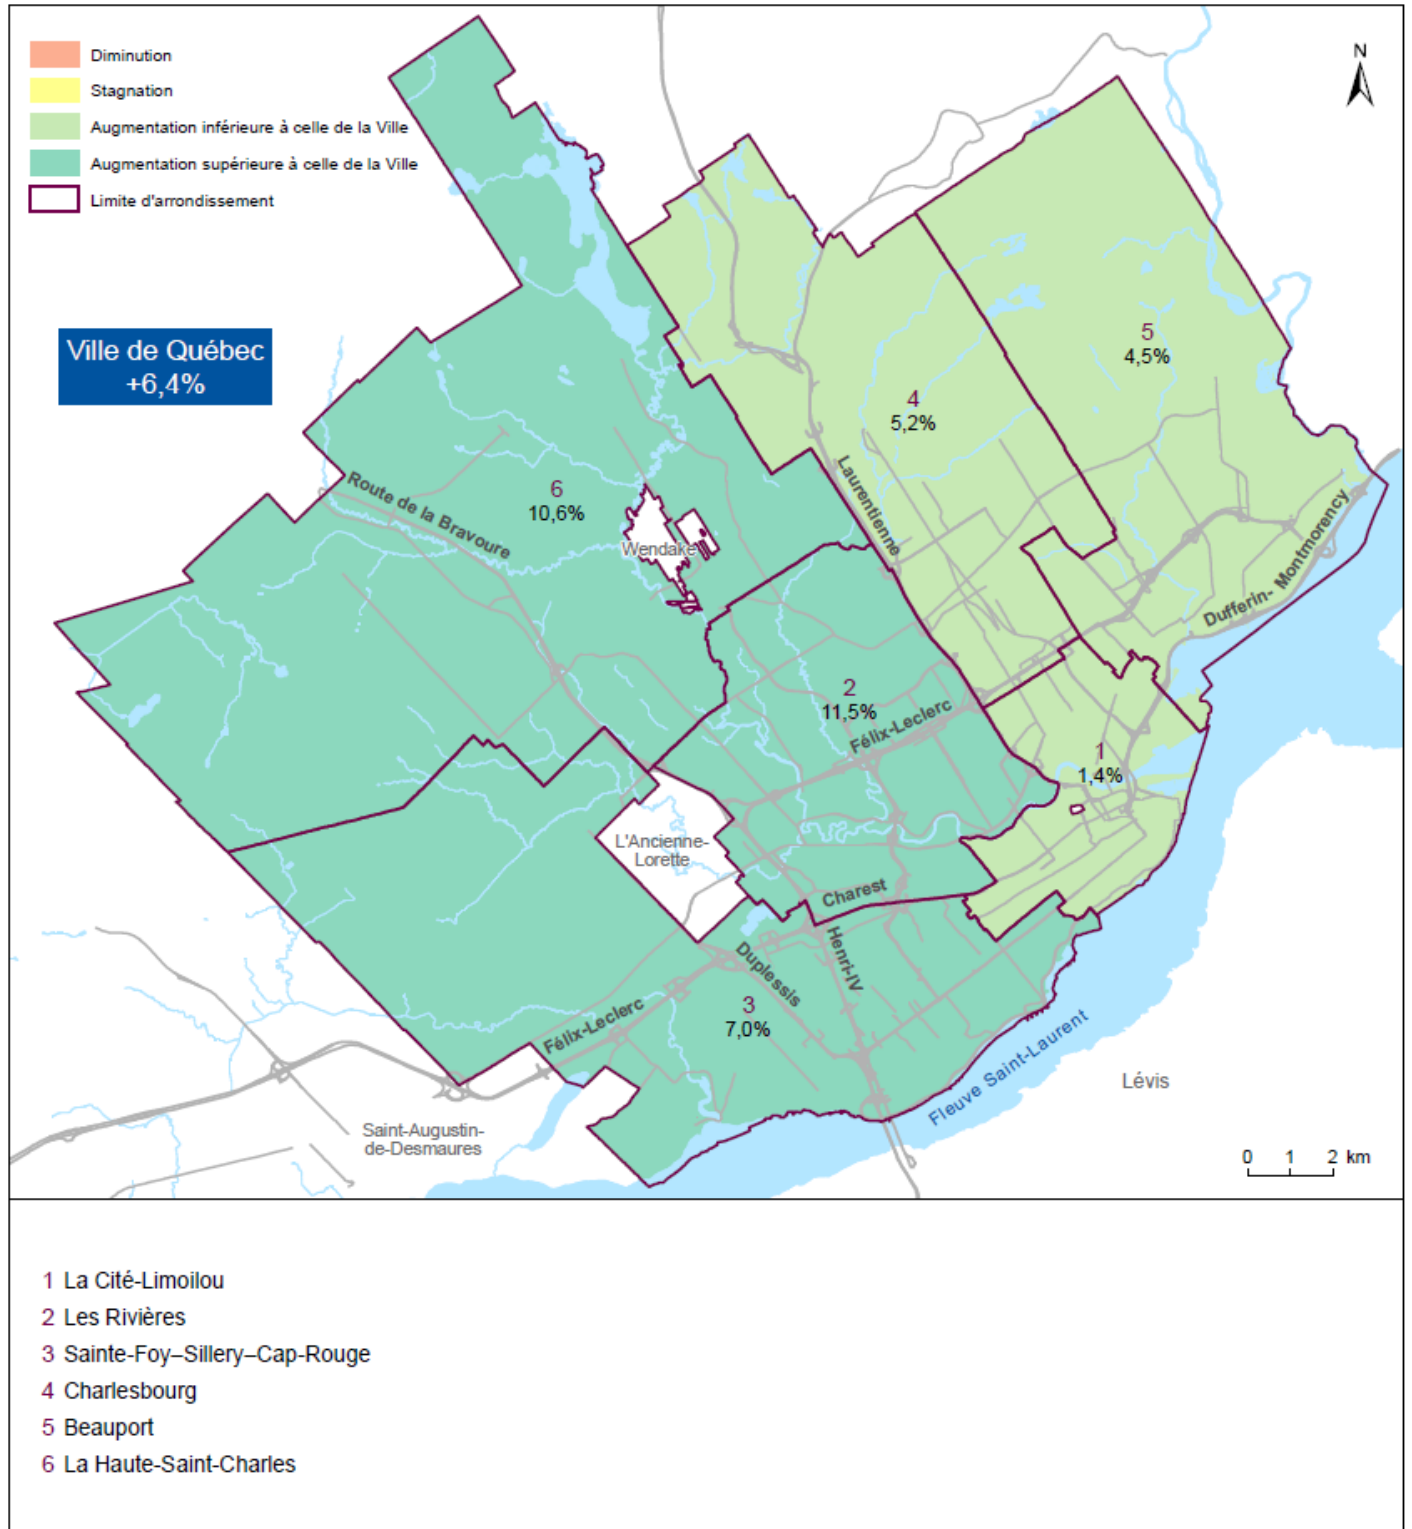 Diminution
Stagnation
Augmentation inférieure à celle de la Ville
Augmentation supérieure à celle de la Ville
Limite d'arrondissement
N
Ville de Québec
+6,4%
5
4,5%
4
5,2%
6
10,6%
Route de la Bravoure
Wendake
Laurentienne
Dufferin-Montmorency
2
11,5%
Félix-Leclerc
1
1,4%
L'Ancienne-
Lorette
Charest
Henri-IV
Duplessis
3
7,0%
Félix-Leclerc
Fleuve Saint-Laurent
Lévis
Saint-Augustin-
de-Desmaures
0 1 2 km
1 La Cité-Limoilou
2 Les Rivières
3 Sainte-Foy–Sillery–Cap-Rouge
4 Charlesbourg
5 Beauport
6 La Haute-Saint-Charles